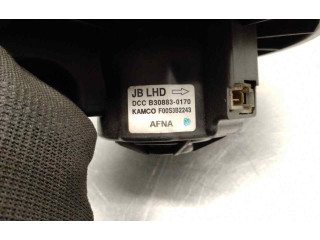 JB LHD
DCC B30883-0170
KAMCO F00S3B2243
AFNA